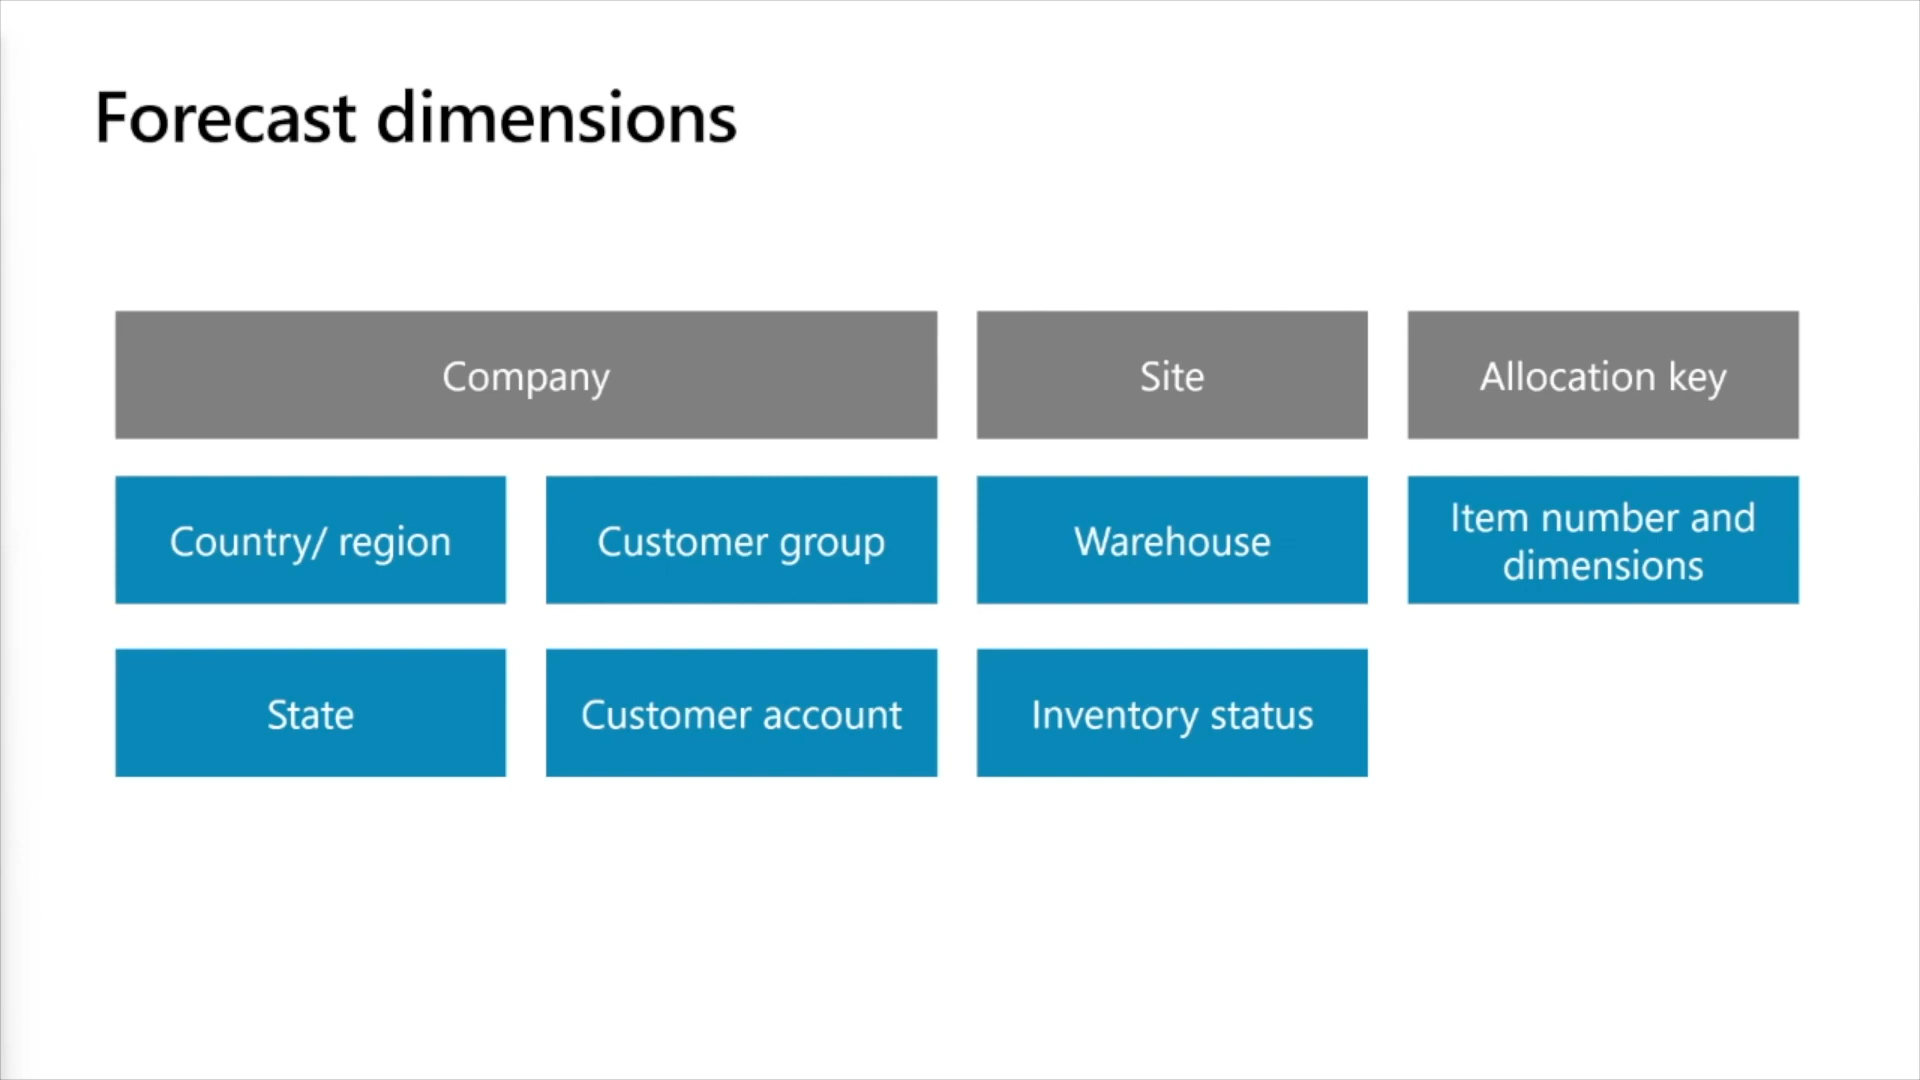 Forecast dimensions
Company
Site
Allocation key
Country/ region
Customer group
Warehouse
Item number and
dimensions
State
Customer account
Inventory status